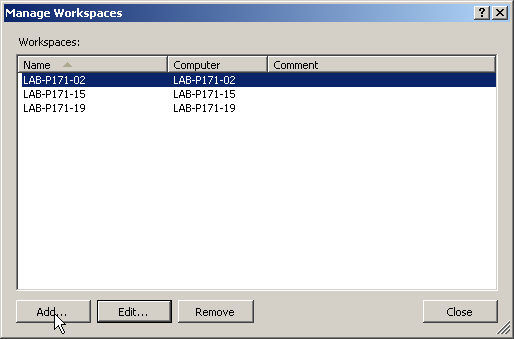 Manage Workspaces
Workspaces:
Name Computer Comment
LAB-P171-02 LAB-P171-02
LAB-P171-15 LAB-P171-15
LAB-P171-19 LAB-P171-19
Add... Edit... Remove Close